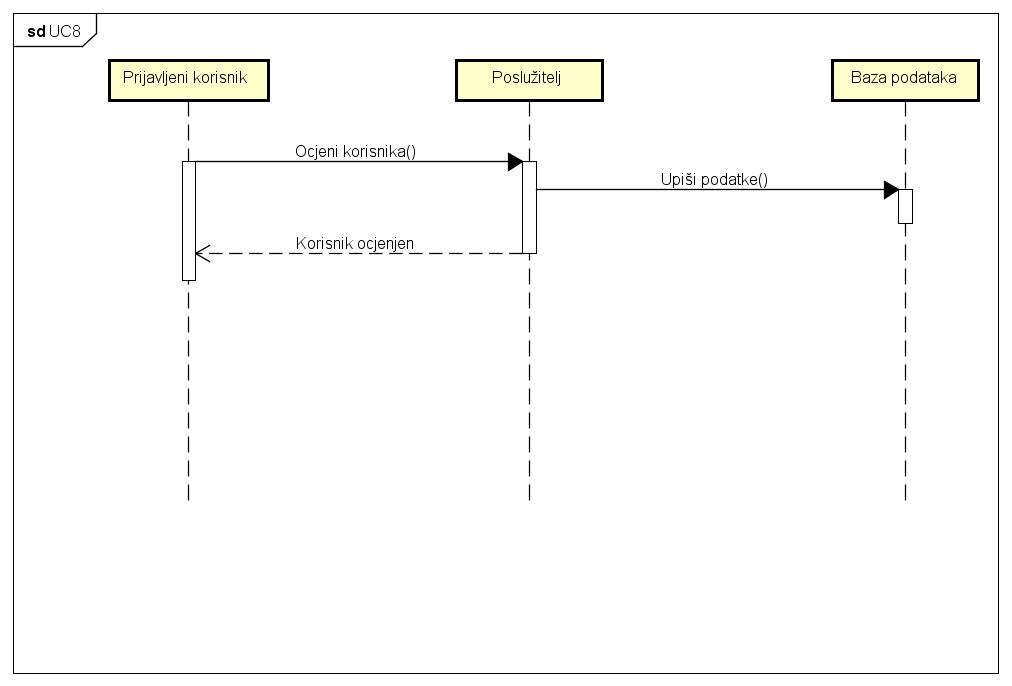 sd UC8
Prijavljeni korisnik
Poslužitelj
Baza podataka
Ocjeni korisnika()
Upiši podatke()
Korisnik ocjenjen